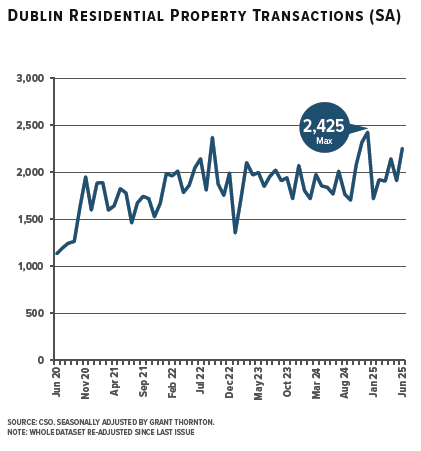 DUBLIN RESIDENTIAL PROPERTY TRANSACTIONS (SA)
3,000
2,500
2,000
1,500
1,000
500
0
2,425
Max
Jun 20
Nov 20
Apr 21
Sep 21
Feb 22
Jul 22
Dec22
May23
Oct 23
Mar 24
Aug 24
Jan 25
Jun 25
SOURCE: CSO. SEASONALLY ADJUSTED BY GRANT THORNTON.
NOTE: WHOLE DATASET RE-ADJUSTED SINCE LAST ISSUE